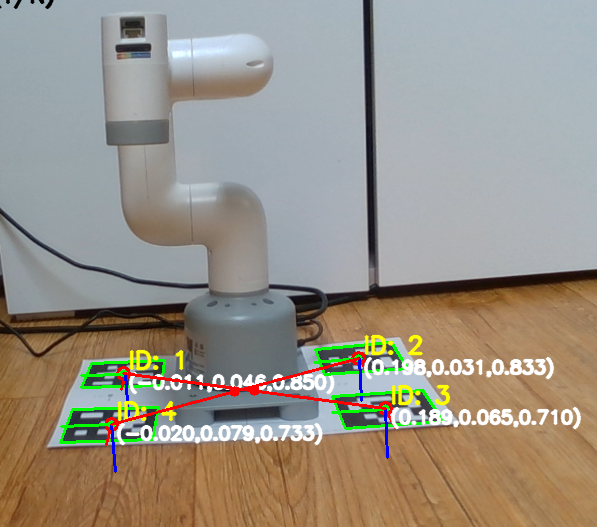 (Y/N)
ID: 1
(-0.011,0.046,0.850)
ID: 2
(0.198,0.031,0.833)
ID: 3
(0.189,0.065,0.710)
ID: 4
(-0.020,0.079,0.733)